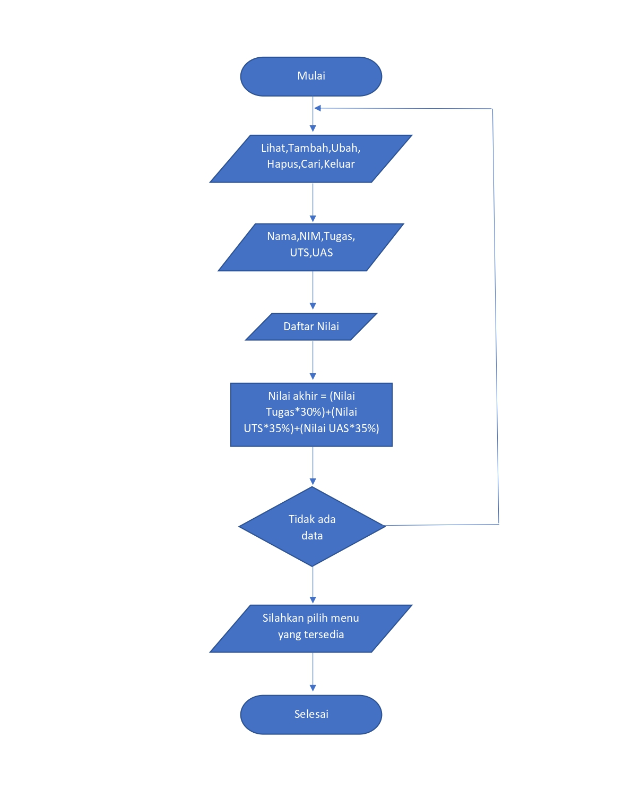 Mulai
Lihat,Tambah,Ubah,
Hapus,Cari,Keluar
Nama,NIM,Tugas,
UTS,UAS
Daftar Nilai
Nilai akhir = (Nilai
Tugas*30%)+(Nilai
UTS*35%)+(Nilai UAS*35%)
Tidak ada
data
Silahkan pilih menu
yang tersedia
Selesai